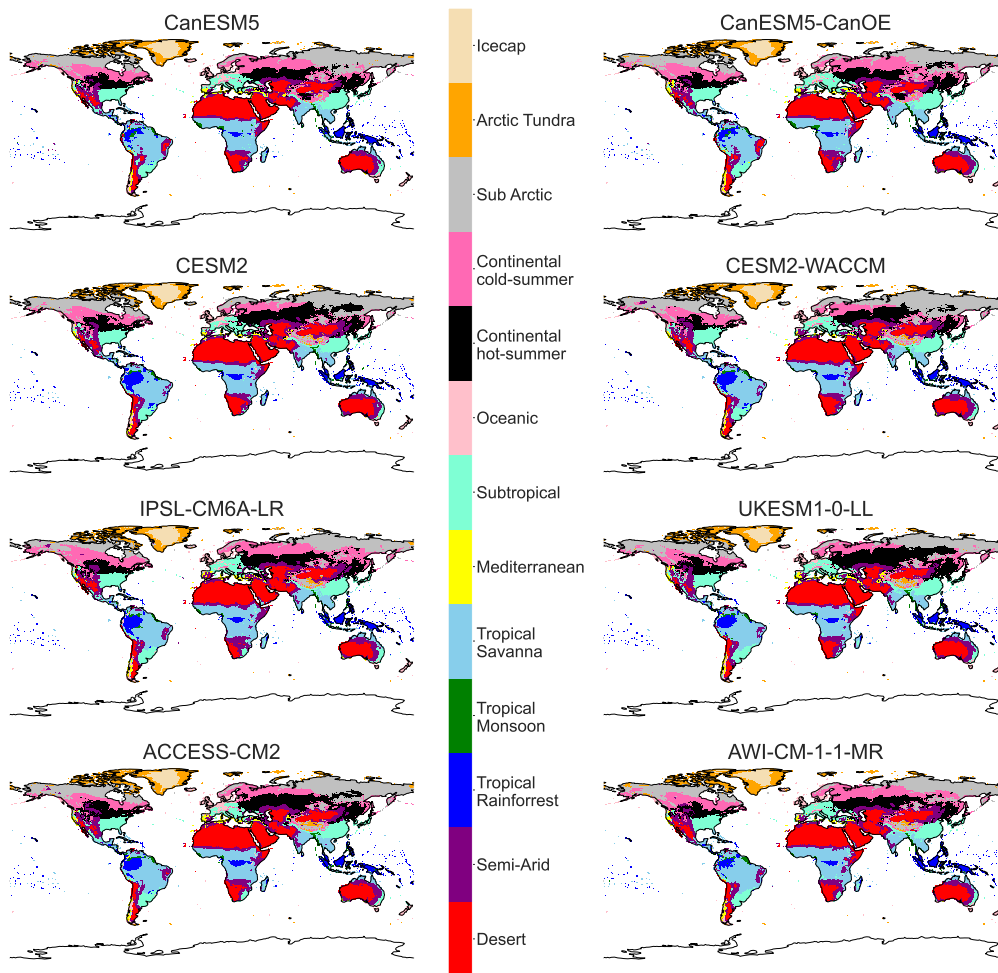 CanESM5
CanESM5-CanOE
CESM2
CESM2-WACCM
IPSL-CM6A-LR
UKESM1-0-LL
ACCESS-CM2
AWI-CM-1-1-MR
Icecap
Arctic Tundra
Sub Arctic
Continental
cold-summer
Continental
hot-summer
Oceanic
Subtropical
Mediterranean
Tropical
Savanna
Tropical
Monsoon
Tropical
Rainforrest
Semi-Arid
Desert